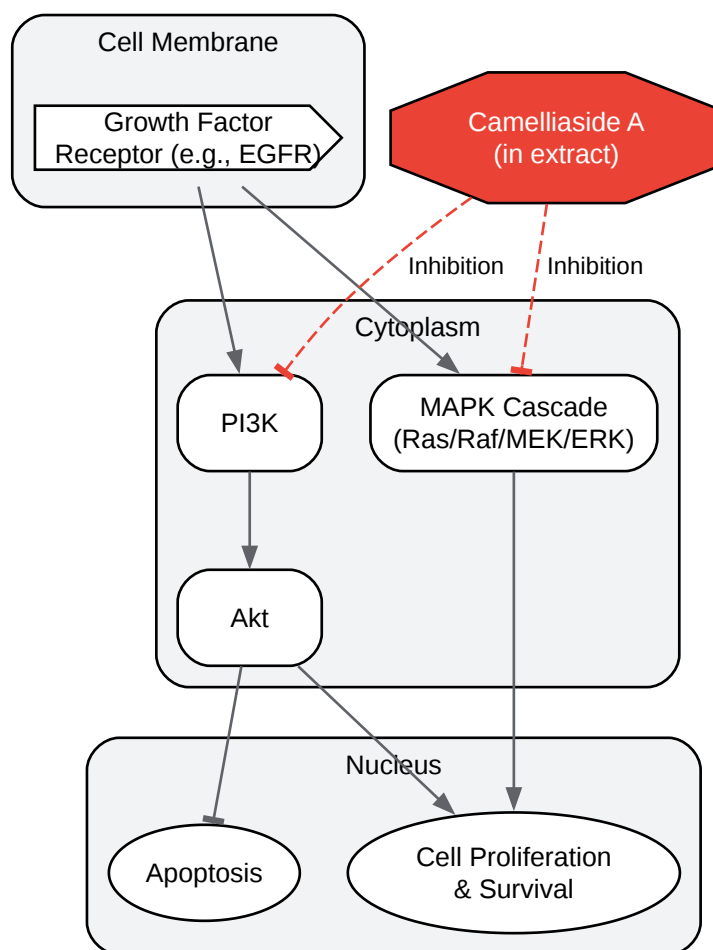 Cell Membrane
Growth Factor
Receptor (e.g., EGFR)
Camelliaside A
(in extract)
Inhibition
Inhibition
Cytoplasm
PI3K
MAPK Cascade
(Ras/Raf/MEK/ERK)
Akt
Nucleus
Apoptosis
Cell Proliferation
& Survival